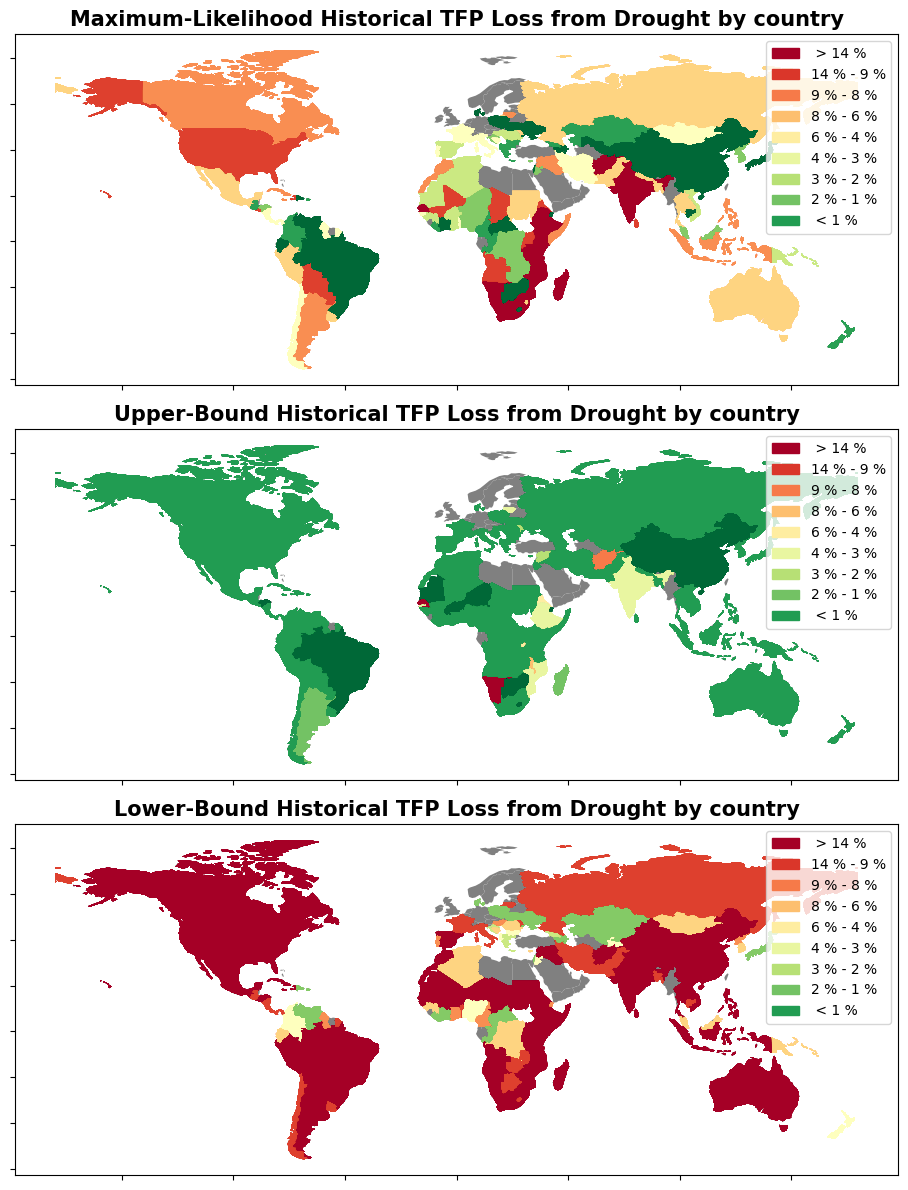 Maximum-Likelihood Historical TFP Loss from Drought by country
> 14 %
14 % - 9 %
9 % - 8 %
8 % - 6 %
6 % - 4 %
4 % - 3 %
3 % - 2 %
2 % - 1 %
< 1 %
Upper-Bound Historical TFP Loss from Drought by country
> 14 %
14 % - 9 %
9 % - 8 %
8 % - 6 %
6 % - 4 %
4 % - 3 %
3 % - 2 %
2 % - 1 %
< 1 %
Lower-Bound Historical TFP Loss from Drought by country
> 14 %
14 % - 9 %
9 % - 8 %
8 % - 6 %
6 % - 4 %
4 % - 3 %
3 % - 2 %
2 % - 1 %
< 1 %